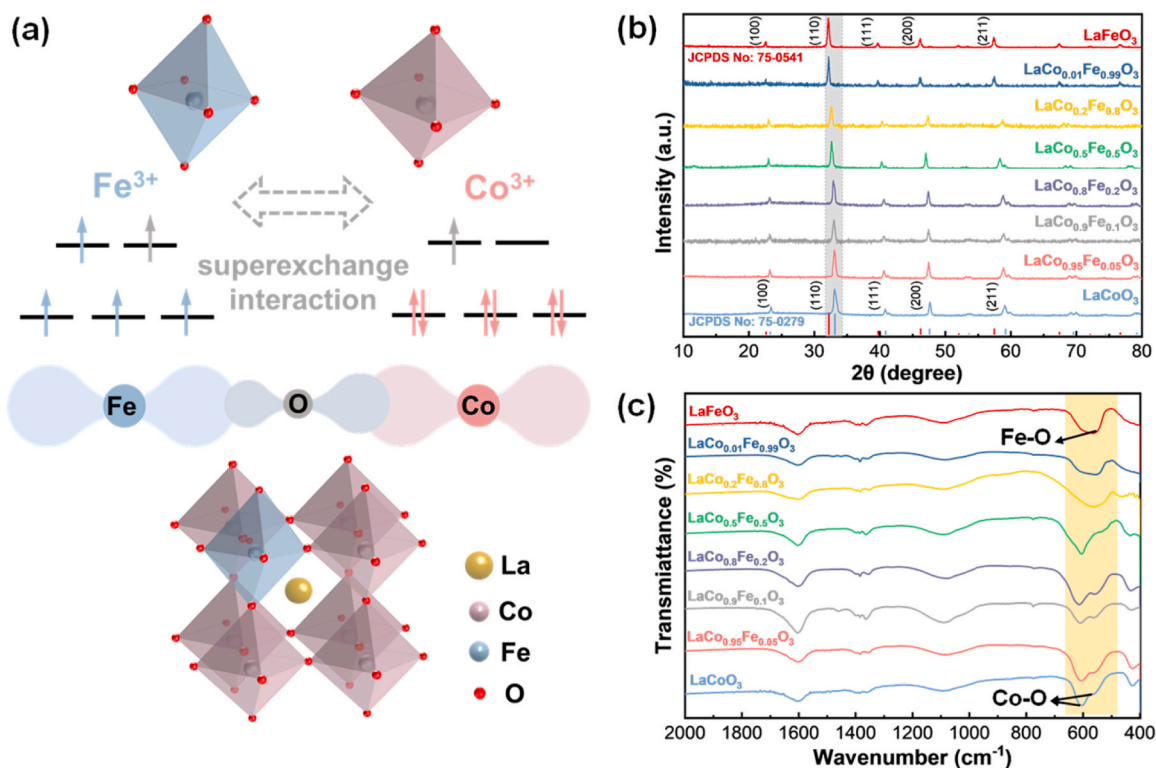 (a)
Fe³⁺
Co³⁺
superexchange
interaction
Fe
O
Co
La
Co
Fe
O
(b)
Intensity (a.u.)
(100)
(110)
(111)
(200)
(211)
LaFeO₃
JCPDS No: 75-0541
LaCo₀.₀₁Fe₀.₉₉O₃
LaCo₀.₂Fe₀.₈O₃
LaCo₀.₅Fe₀.₅O₃
LaCo₀.₈Fe₀.₂O₃
LaCo₀.₉Fe₀.₁O₃
LaCo₀.₉₅Fe₀.₀₅O₃
(100)
(110)
(111)
(200)
(211)
LaCoO₃
JCPDS No: 75-0279
10 20 30 40 50 60 70 80
2θ (degree)
(c)
Transmiattance (%)
LaFeO₃
Fe-O
LaCo₀.₀₁Fe₀.₉₉O₃
LaCo₀.₂Fe₀.₈O₃
LaCo₀.₅Fe₀.₅O₃
LaCo₀.₈Fe₀.₂O₃
LaCo₀.₉Fe₀.₁O₃
LaCo₀.₉₅Fe₀.₀₅O₃
LaCoO₃
Co-O
2000 1800 1600 1400 1200 1000 800 600 400
Wavenumber (cm⁻¹)